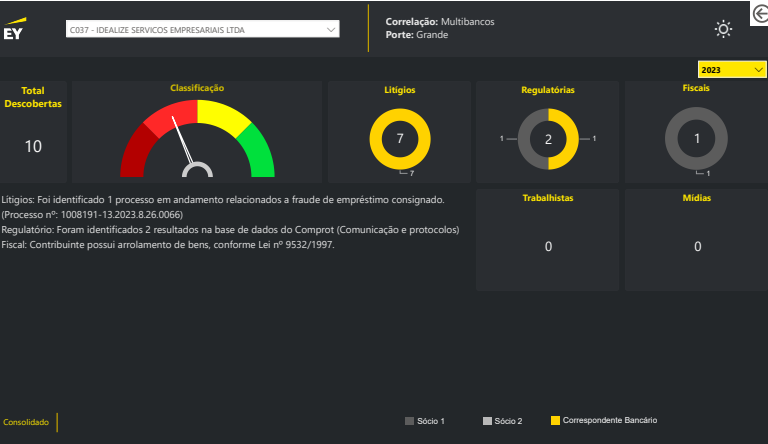 EY
C037 - IDEALIZE SERVICOS EMPRESARIAIS LTDA
Correlação: Multibancos
Porte: Grande
2023
Total
Descobertas
10
Classificação
Litígios
7
7
Regulatórias
1
2
1
Fiscais
1
1
Litígios: Foi identificado 1 processo em andamento relacionados a fraude de empréstimo consignado.
(Processo nº: 1008191-13.2023.8.26.0066)
Regulatório: Foram identificados 2 resultados na base de dados do Comprot (Comunicação e protocolos)
Fiscal: Contribuinte possui arrolamento de bens, conforme Lei nº 9532/1997.
Trabalhistas
0
Mídias
0
Consolidado
Sócio 1
Sócio 2
Correspondente Bancário